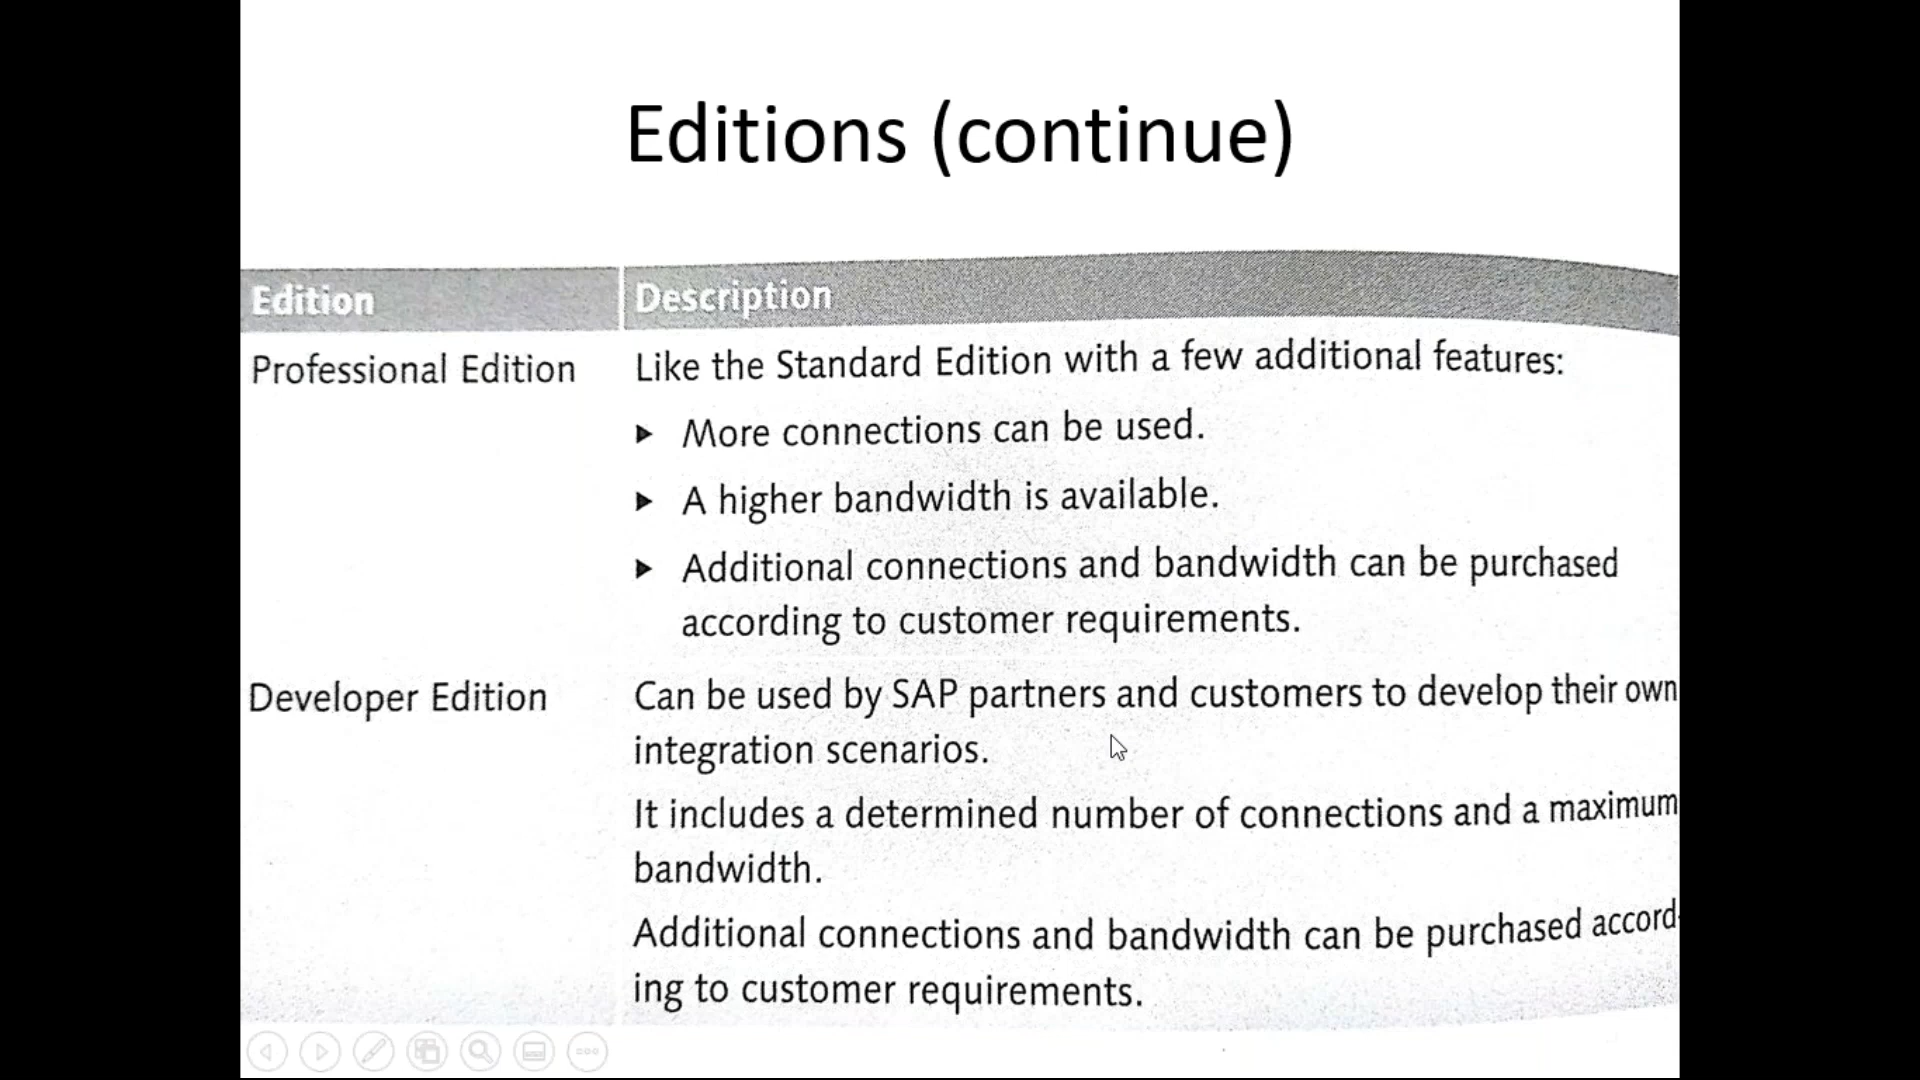 Editions (continue)
Edition
Description
Professional Edition
Like the Standard Edition with a few additional features:
▶ More connections can be used.
▶ A higher bandwidth is available.
▶ Additional connections and bandwidth can be purchased
according to customer requirements.
Developer Edition
Can be used by SAP partners and customers to develop their own
integration scenarios.
It includes a determined number of connections and a maximum
bandwidth.
Additional connections and bandwidth can be purchased accord-
ing to customer requirements.